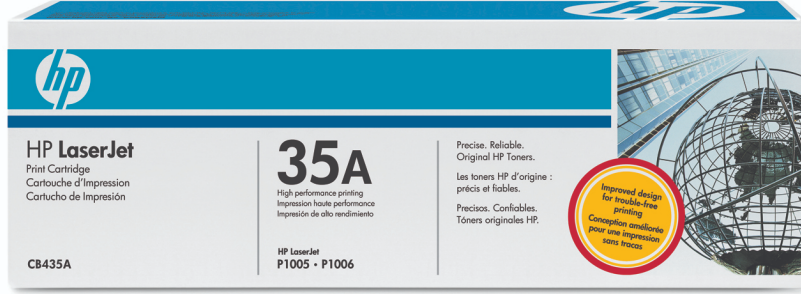 hp
hp
HP LaserJet
Print Cartridge
Cartouche d'Impression
Cartucho de Impresión
CB435A
35A
High performance printing
Impression haute performance
Impresión de alto rendimiento
HP LaserJet
P1005 • P1006
Precise. Reliable.
Original HP Toners.
Les toners HP d'origine :
précis et fiables.
Precisos. Confiables.
Tóners originales HP.
Improved design
for trouble-free
printing
Conception améliorée
pour une impression
sans tracas